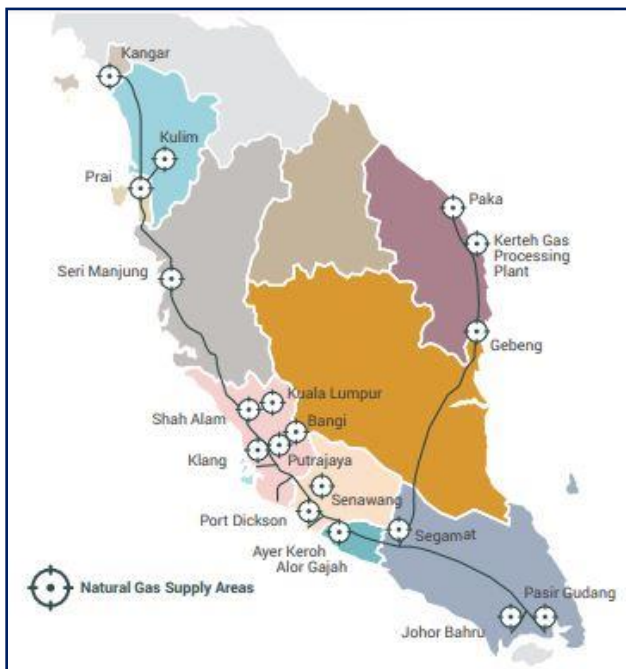 Kangar
Kulim
Prai
Paka
Kerteh Gas
Processing
Plant
Seri Manjung
Gebeng
Kuala Lumpur
Shah Alam
Bangi
Klang
Putrajaya
Senawang
Port Dickson
Segamat
Ayer Keroh
Alor Gajah
Natural Gas Supply Areas
Pasir Gudang
Johor Bahru